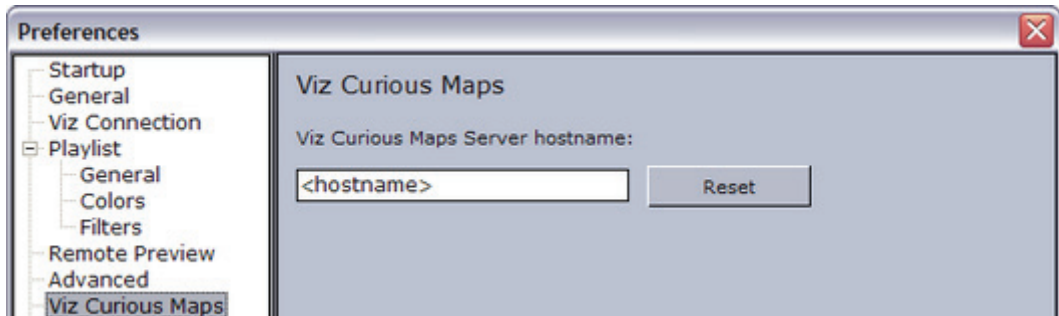 Preferences
Startup
General
Viz Connection
Playlist
General
Colors
Filters
Remote Preview
Advanced
Viz Curious Maps
Viz Curious Maps
Viz Curious Maps Server hostname:
<hostname>
Reset